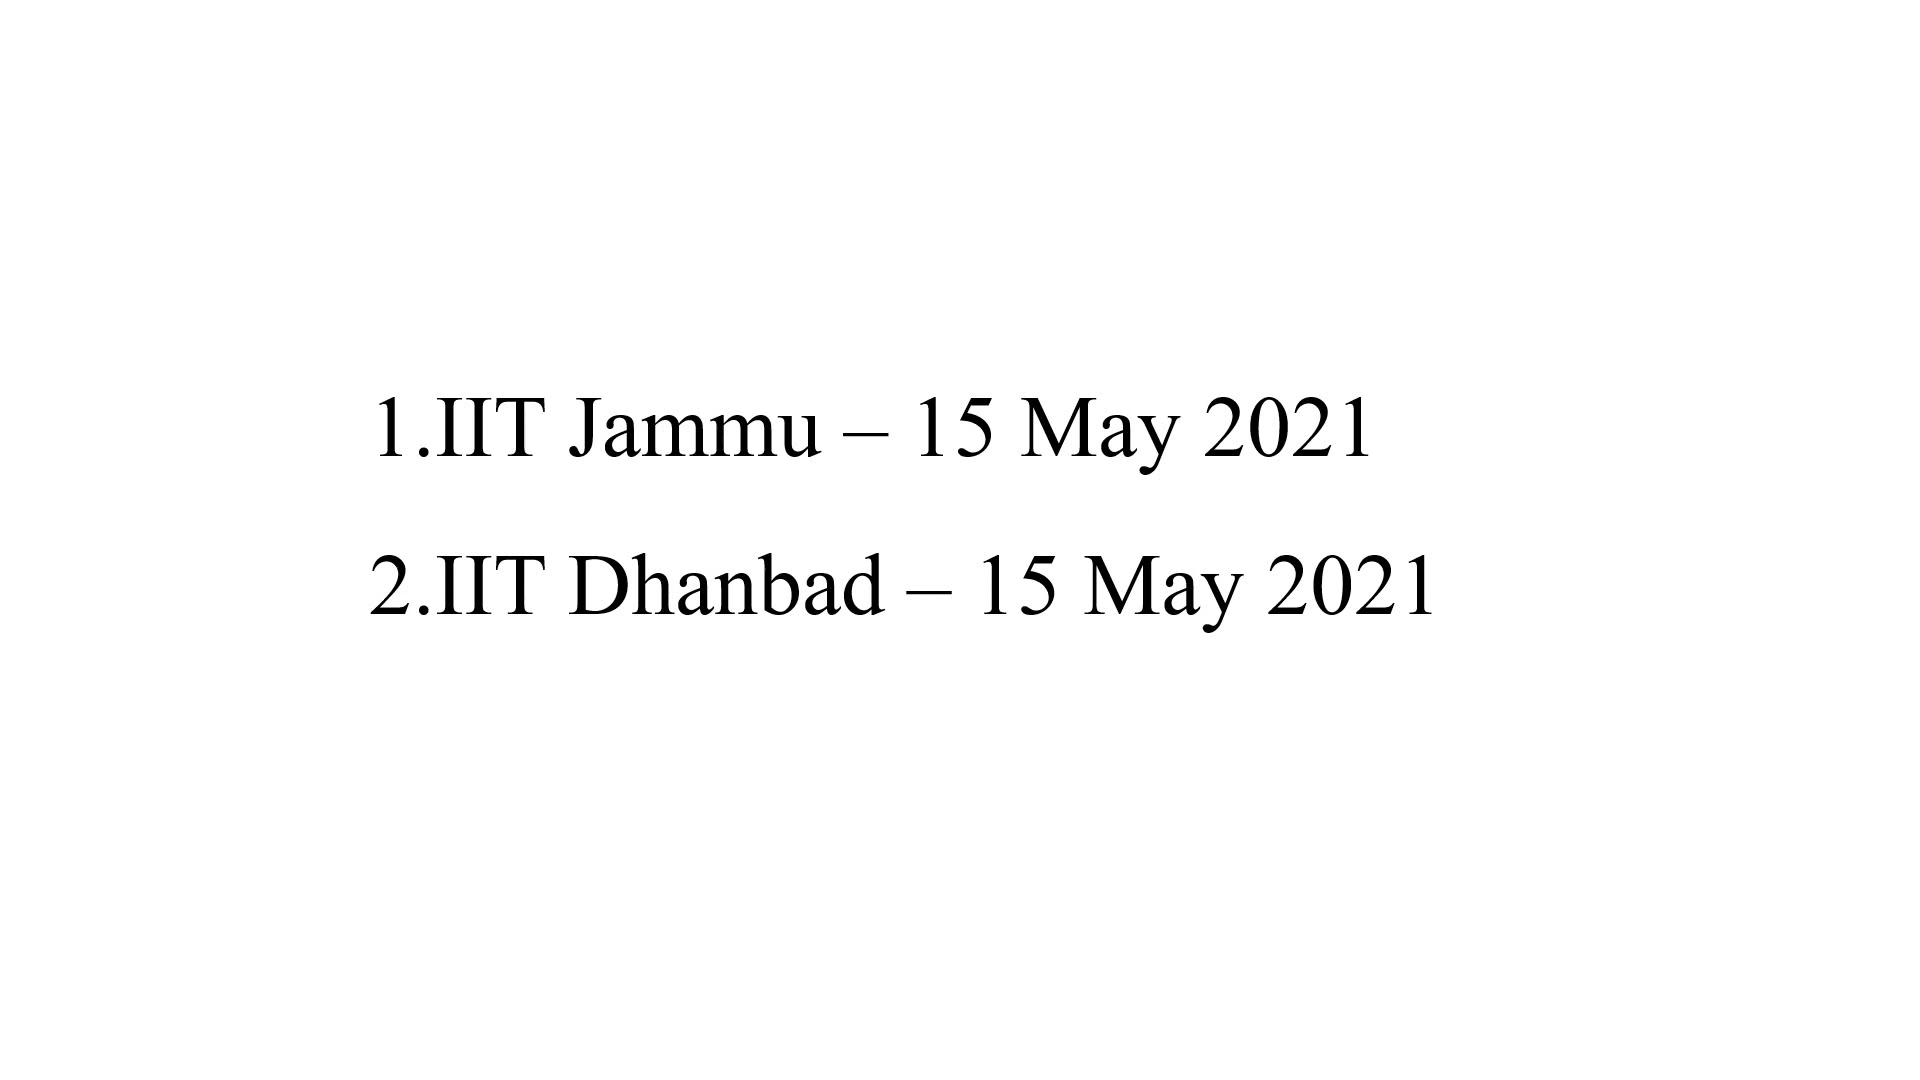 1.IIT Jammu – 15 May 2021
2.IIT Dhanbad – 15 May 2021